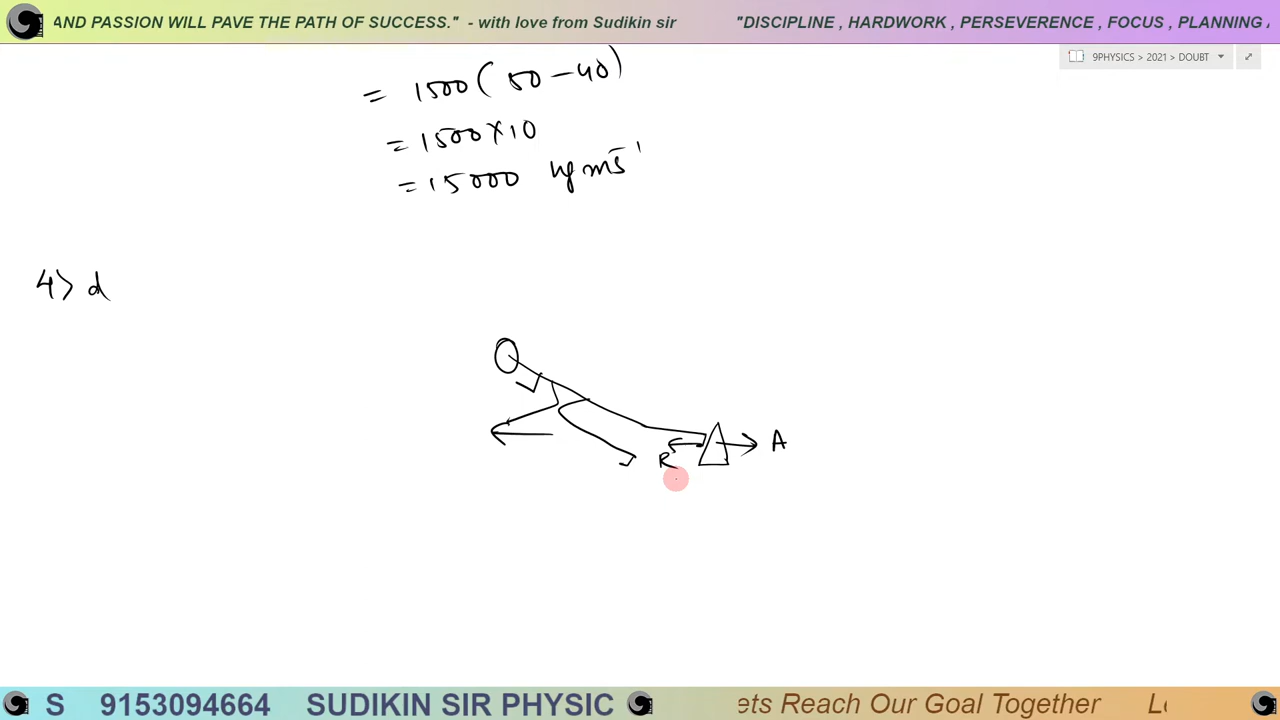 AND PASSION WILL PAVE THE PATH OF SUCCESS." - with love from Sudikin sir "DISCIPLINE , HARDWORK , PERSEVERENCE , FOCUS , PLANNING A
9PHYSICS > 2021 > DOUBT
= 1500 ( 50 - 40 )
= 1500 × 10
= 15000 kg ms⁻¹
4> d
R A
S 9153094664 SUDIKIN SIR PHYSIC ets Reach Our Goal Together Le